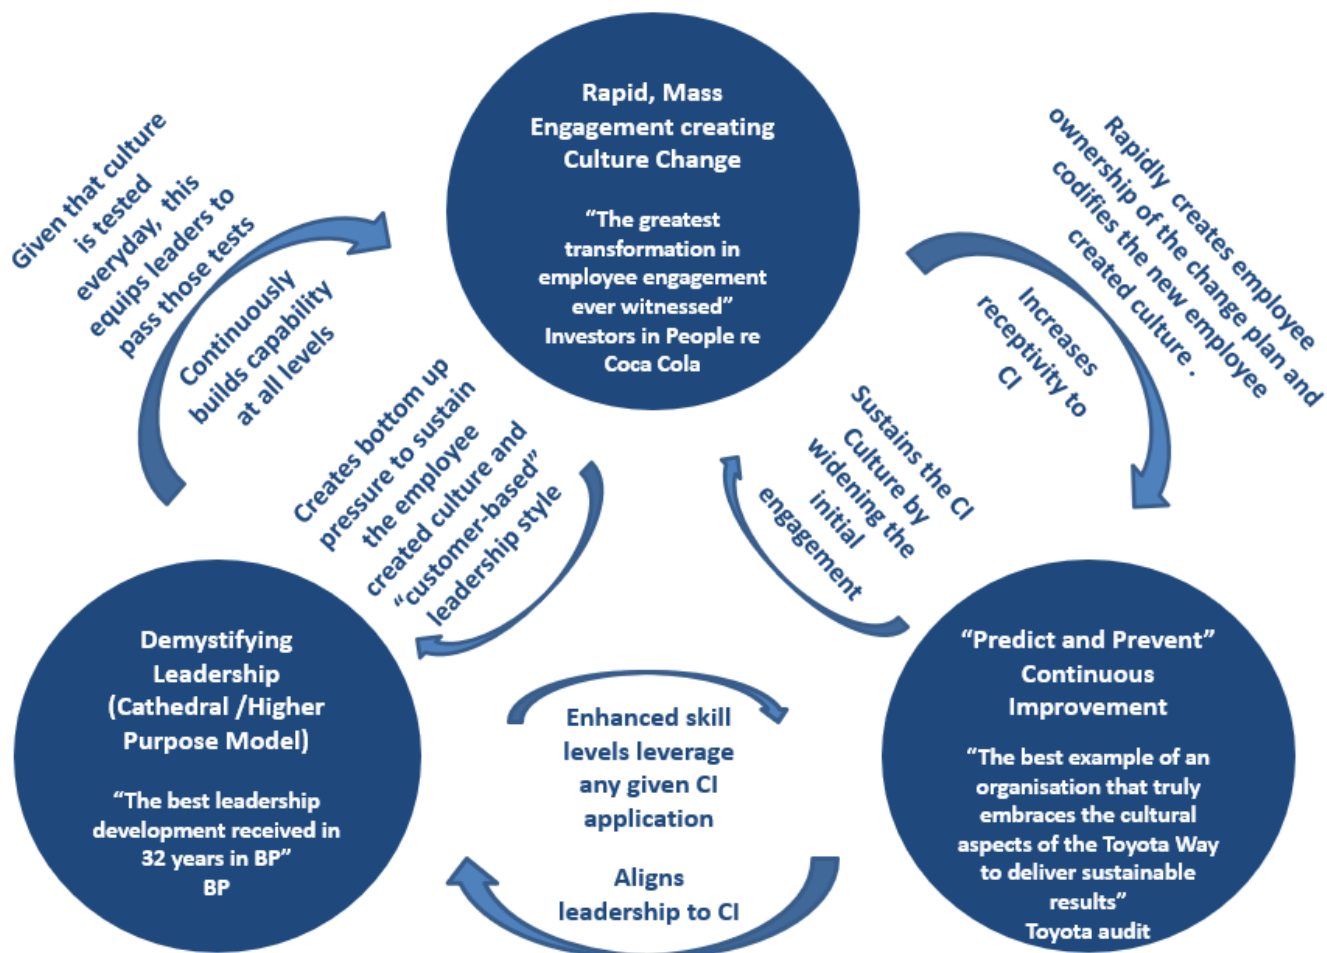 Rapid, Mass
Engagement creating
Culture Change
“The greatest
transformation in
employee engagement
ever witnessed”
Investors in People re
Coca Cola
Given that culture
is tested
everyday, this
equips leaders to
pass those tests
Continuously
builds capability
at all levels
Rapidly creates employee
ownership of the change plan and
codifies the new employee
created culture .
Increases
receptivity to
CI
Creates bottom up
pressure to sustain
the employee
created culture and
“customer-based”
leadership style
Sustains the CI
Culture by
widening the
initial
engagement
Demystifying
Leadership
(Cathedral /Higher
Purpose Model)
“The best leadership
development received in
32 years in BP”
BP
Enhanced skill
levels leverage
any given CI
application
Aligns
leadership to CI
“Predict and Prevent”
Continuous
Improvement
“The best example of an
organisation that truly
embraces the cultural
aspects of the Toyota Way
to deliver sustainable
results”
Toyota audit